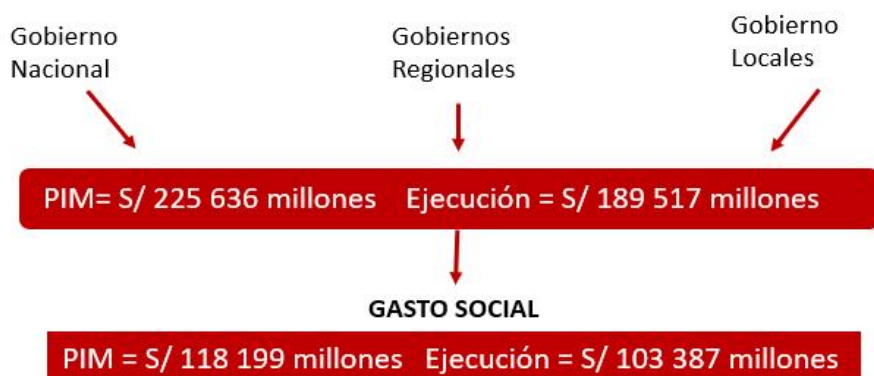 Gobierno
Nacional
Gobiernos
Regionales
Gobierno
Locales
PIM= S/ 225 636 millones Ejecución = S/ 189 517 millones
GASTO SOCIAL
PIM = S/ 118 199 millones Ejecución = S/ 103 387 millones